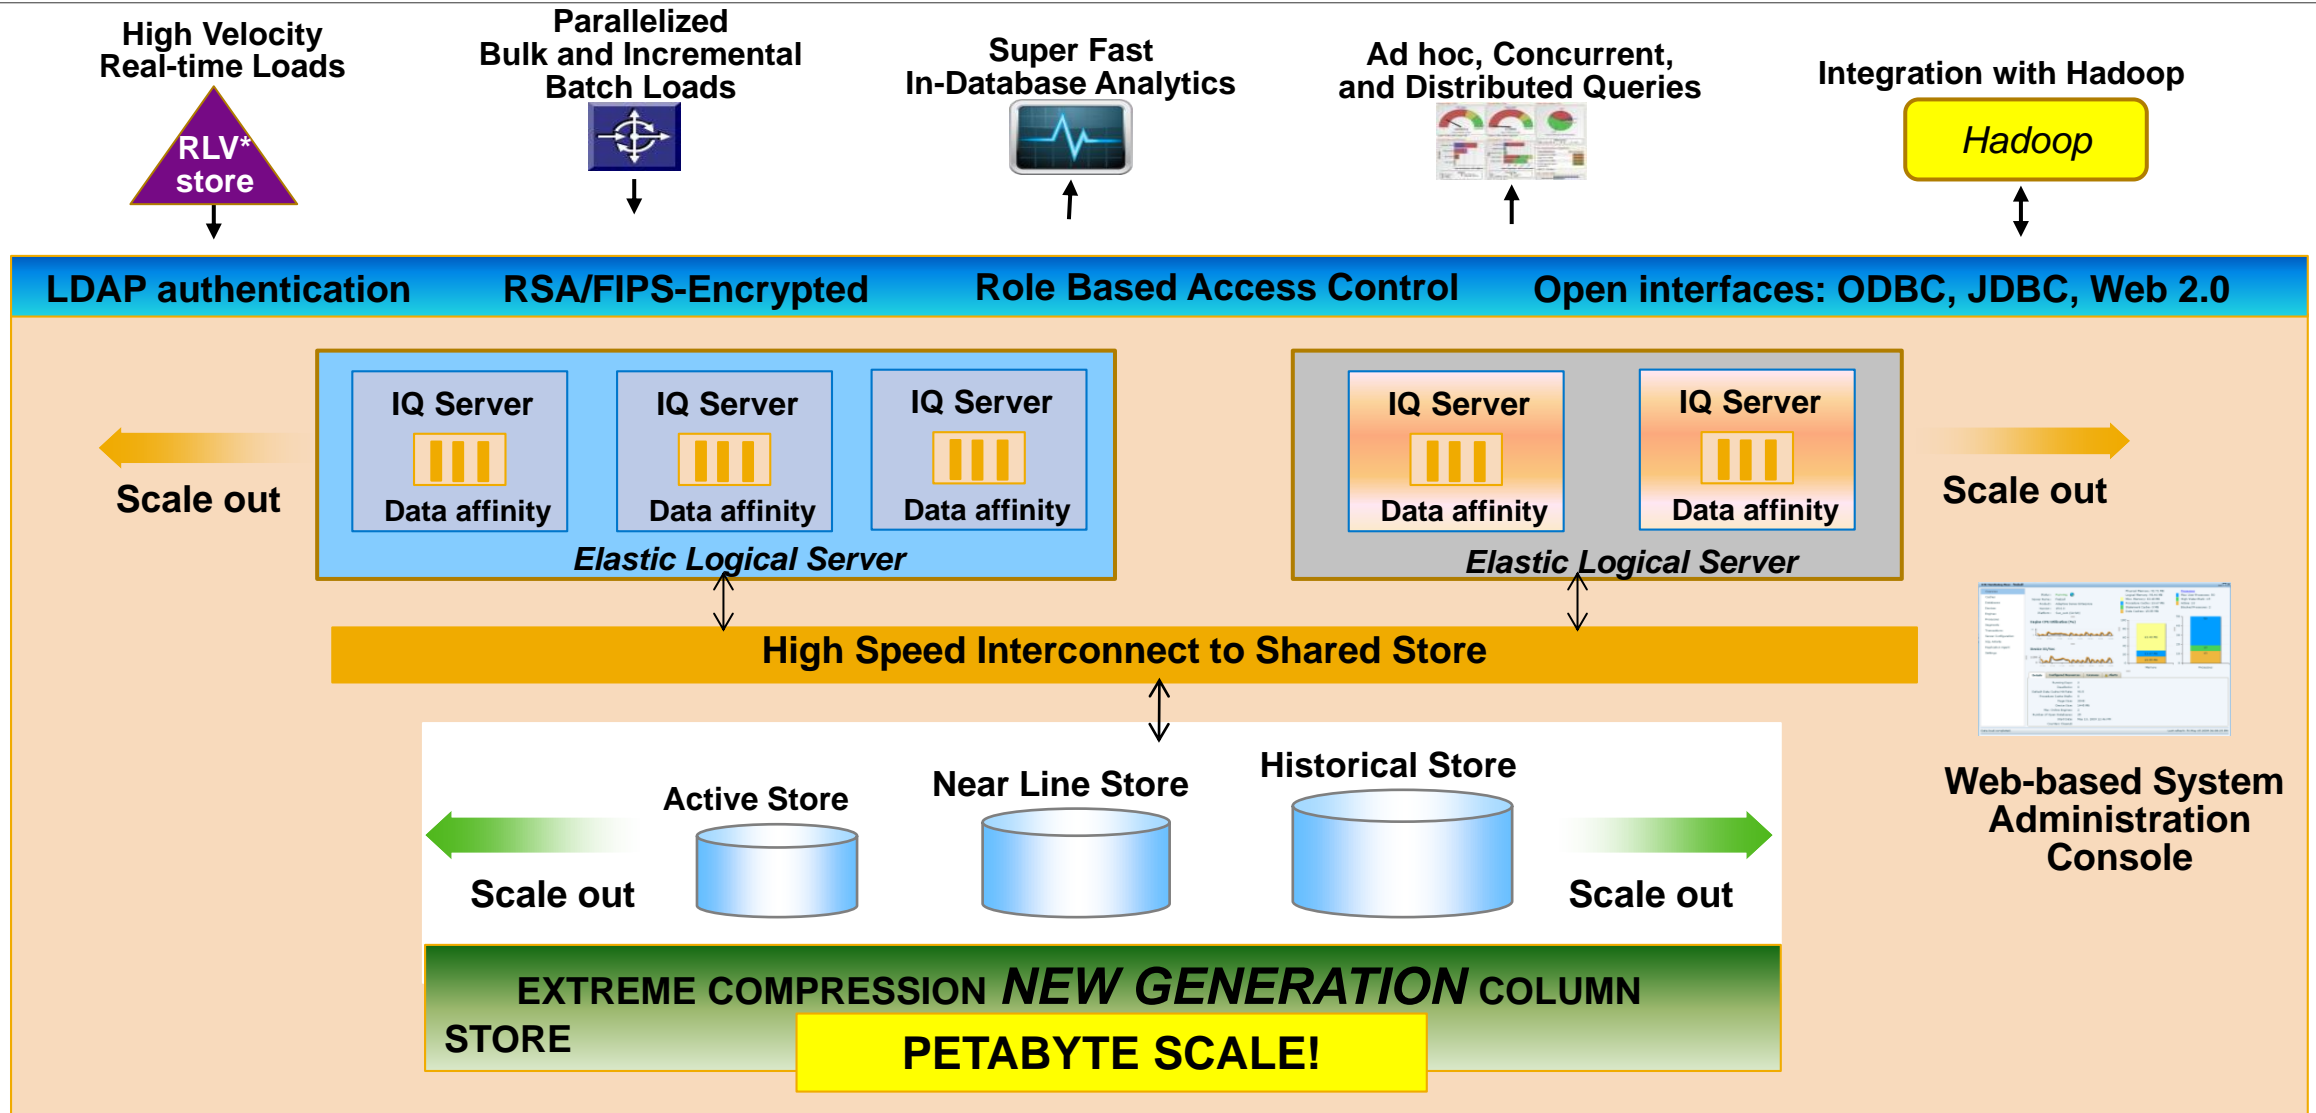 High Velocity
Real-time Loads
RLV*
store
Parallelized
Bulk and Incremental
Batch Loads
Super Fast
In-Database Analytics
Ad hoc, Concurrent,
and Distributed Queries
Integration with Hadoop
Hadoop
LDAP authentication
RSA/FIPS-Encrypted
Role Based Access Control
Open interfaces: ODBC, JDBC, Web 2.0
IQ Server
Data affinity
IQ Server
Data affinity
IQ Server
Data affinity
Elastic Logical Server
IQ Server
Data affinity
IQ Server
Data affinity
Elastic Logical Server
Scale out
Scale out
High Speed Interconnect to Shared Store
Active Store
Near Line Store
Historical Store
Scale out
Scale out
Web-based System
Administration
Console
EXTREME COMPRESSION NEW GENERATION COLUMN
STORE
PETABYTE SCALE!